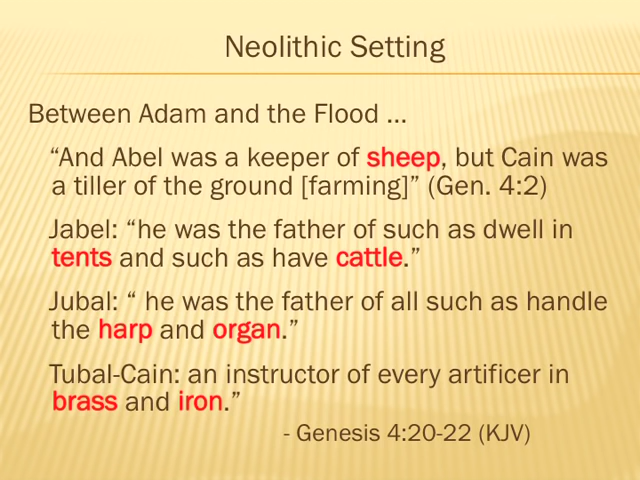 Neolithic Setting
Between Adam and the Flood …
“And Abel was a keeper of sheep, but Cain was
a tiller of the ground [farming]” (Gen. 4:2)
Jabel: “he was the father of such as dwell in
tents and such as have cattle.”
Jubal: “ he was the father of all such as handle
the harp and organ.”
Tubal-Cain: an instructor of every artificer in
brass and iron.”
- Genesis 4:20-22 (KJV)